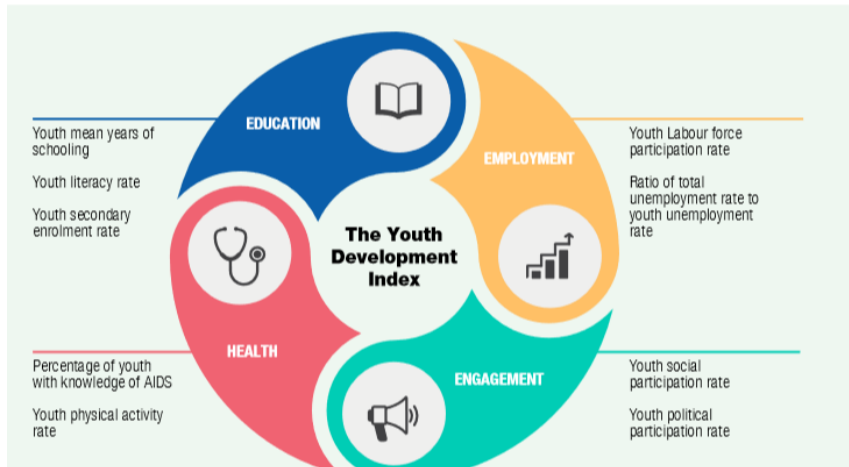 EDUCATION
Youth mean years of
schooling
Youth literacy rate
Youth secondary
enrolment rate
EMPLOYMENT
Youth Labour force
participation rate
Ratio of total
unemployment rate to
youth unemployment
rate
The Youth
Development
Index
HEALTH
Percentage of youth
with knowledge of AIDS
Youth physical activity
rate
ENGAGEMENT
Youth social
participation rate
Youth political
participation rate